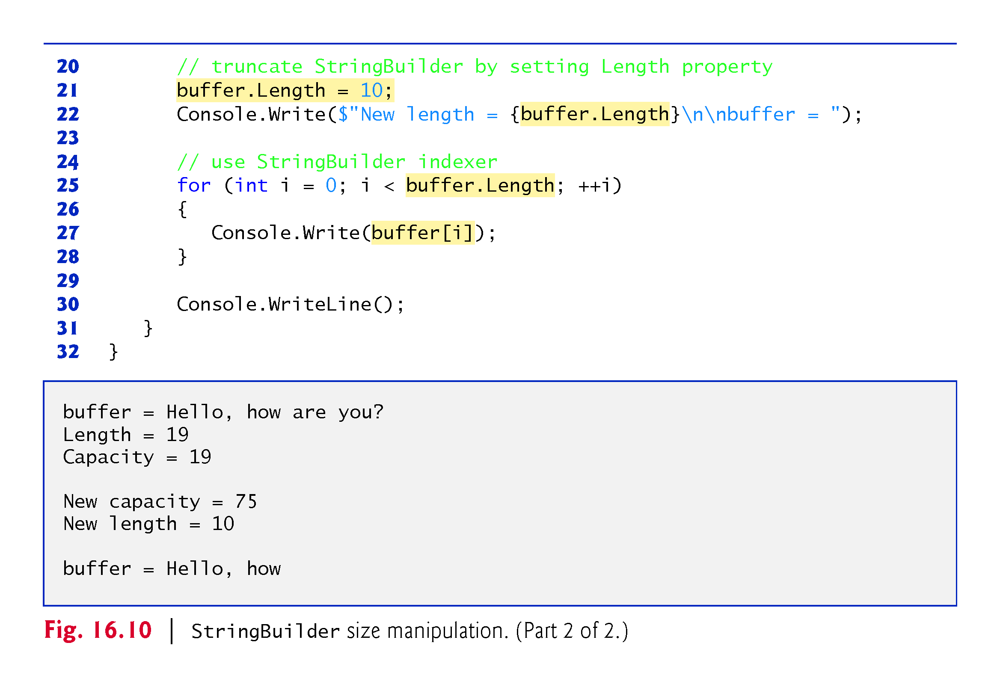 20 // truncate StringBuilder by setting Length property
21 buffer.Length = 10;
22 Console.Write($"New length = {buffer.Length}\n\nbuffer = ");
23
24 // use StringBuilder indexer
25 for (int i = 0; i < buffer.Length; ++i)
26 {
27 Console.Write(buffer[i]);
28 }
29
30 Console.WriteLine();
31 }
32 }
buffer = Hello, how are you?
Length = 19
Capacity = 19
New capacity = 75
New length = 10
buffer = Hello, how
Fig. 16.10 | StringBuilder size manipulation. (Part 2 of 2.)